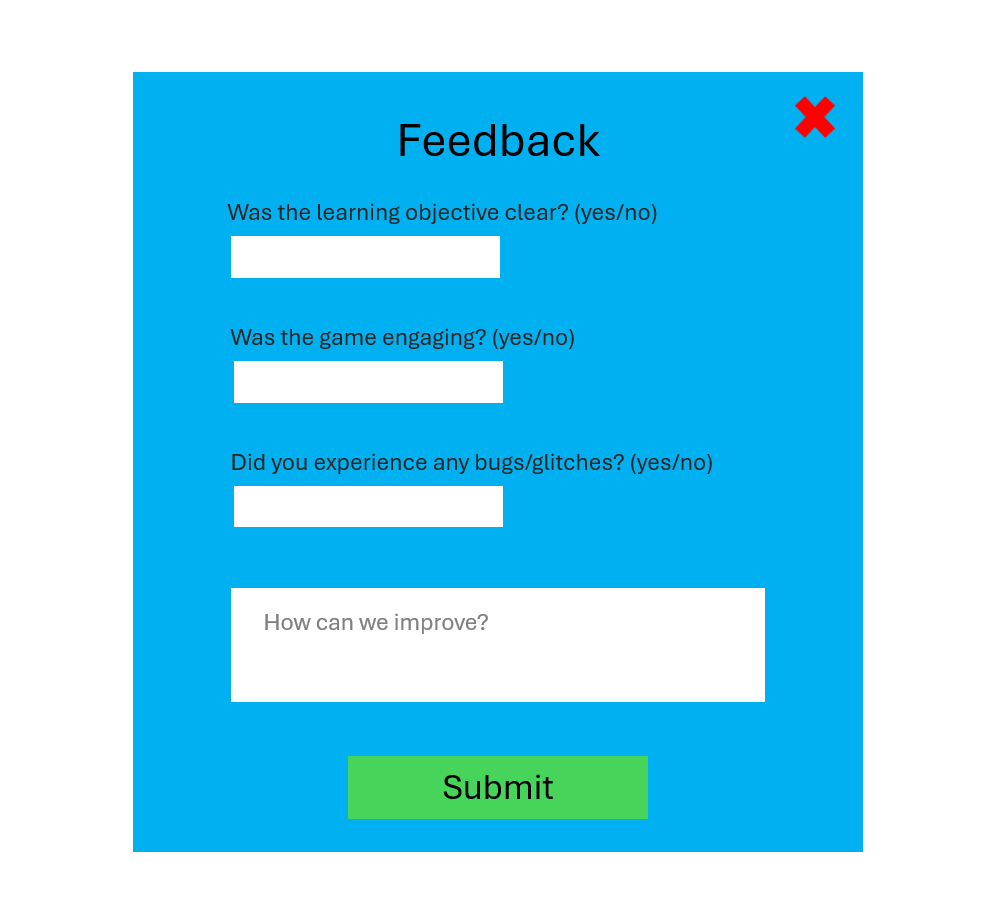 Feedback
Was the learning objective clear? (yes/no)
Was the game engaging? (yes/no)
Did you experience any bugs/glitches? (yes/no)
How can we improve?
Submit